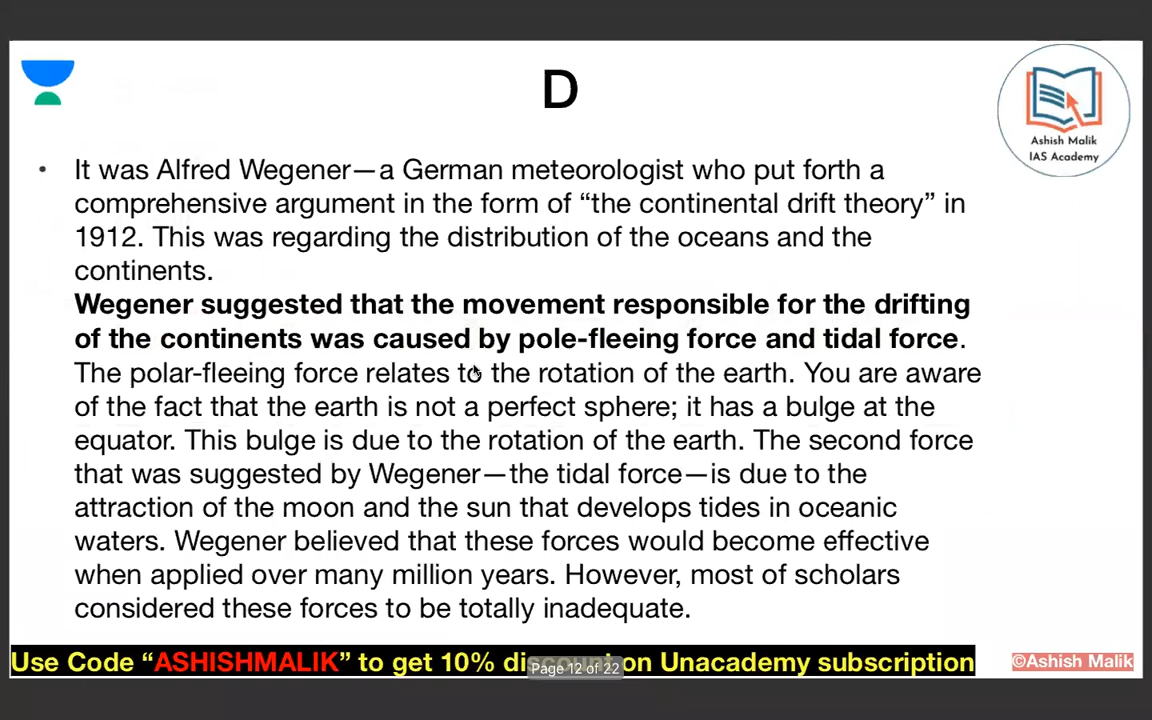 D
Ashish Malik
IAS Academy
• It was Alfred Wegener—a German meteorologist who put forth a
comprehensive argument in the form of “the continental drift theory” in
1912. This was regarding the distribution of the oceans and the
continents.
Wegener suggested that the movement responsible for the drifting
of the continents was caused by pole-fleeing force and tidal force.
The polar-fleeing force relates to the rotation of the earth. You are aware
of the fact that the earth is not a perfect sphere; it has a bulge at the
equator. This bulge is due to the rotation of the earth. The second force
that was suggested by Wegener—the tidal force—is due to the
attraction of the moon and the sun that develops tides in oceanic
waters. Wegener believed that these forces would become effective
when applied over many million years. However, most of scholars
considered these forces to be totally inadequate.
Use Code “ASHISHMALIK” to get 10% discount on Unacademy subscription
Page 12 of 22
©Ashish Malik